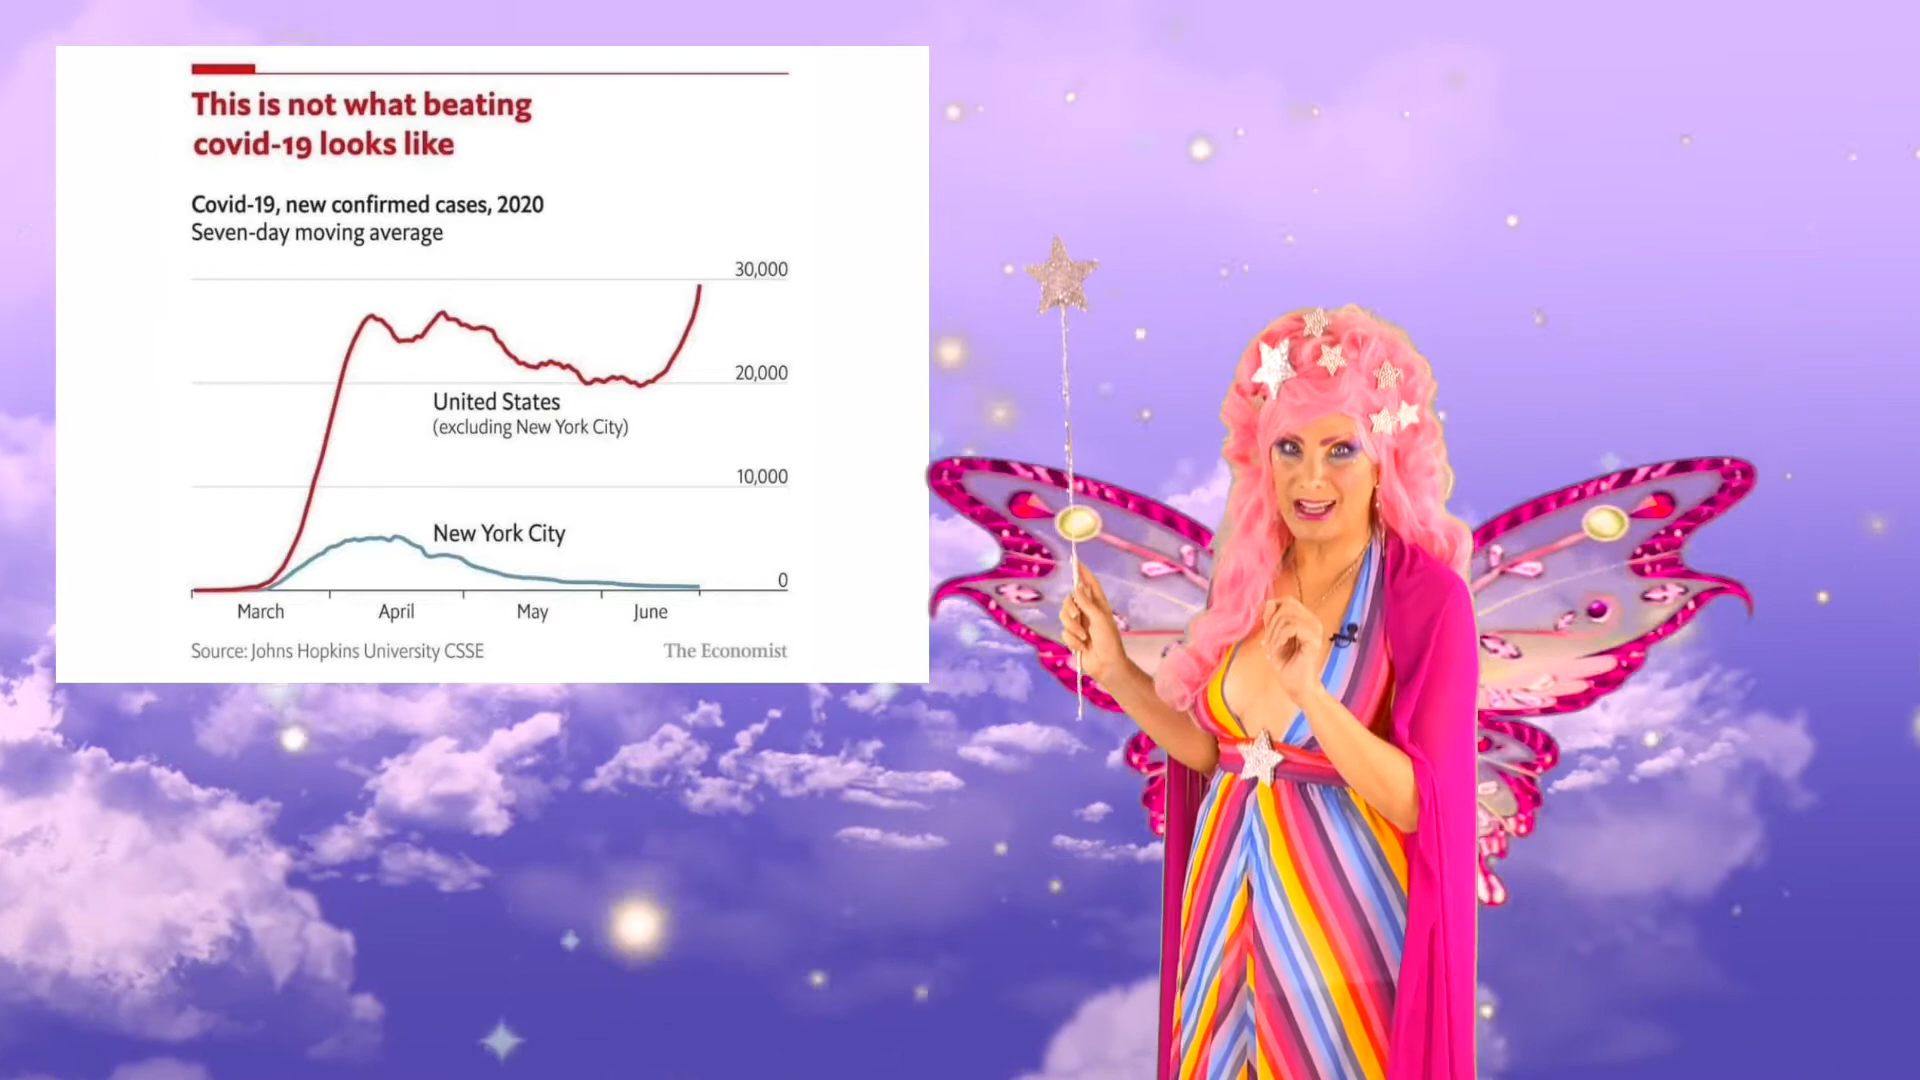 This is not what beating
covid-19 looks like
Covid-19, new confirmed cases, 2020
Seven-day moving average
30,000
20,000
United States
(excluding New York City)
10,000
New York City
0
March April May June
Source: Johns Hopkins University CSSE The Economist